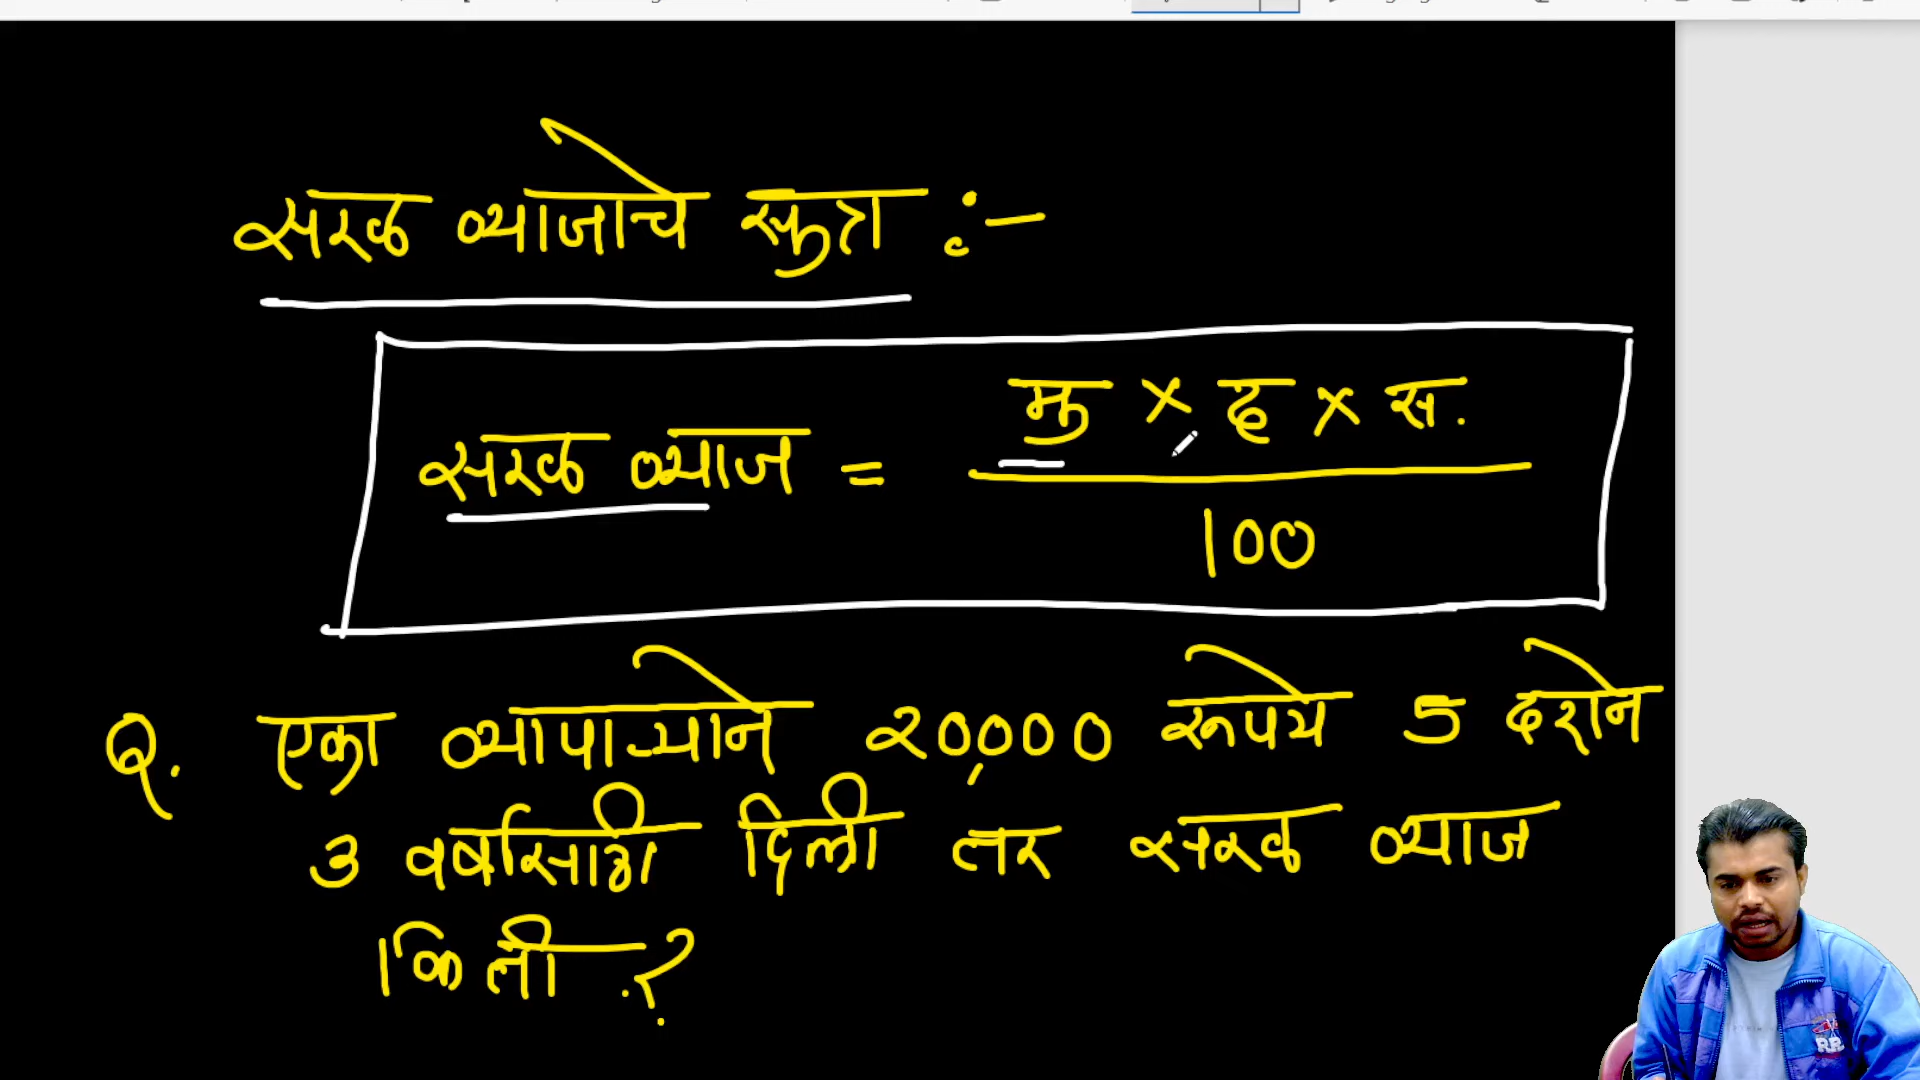 सरळ व्याजाचे सुत्र :-
सरळ व्याज = मु × द × स. / 100
Q. एका व्यापाऱ्याने 20,000 रूपये 5 दराने
3 वर्षासाठी दिली तर सरळ व्याज
किती ?